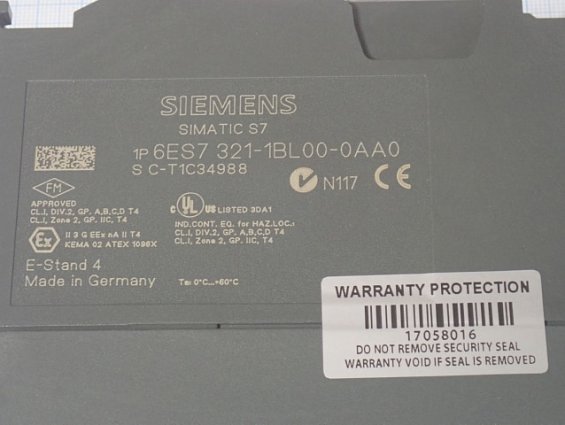 SIEMENS
SIMATIC S7
1P 6ES7 321-1BL00-0AA0
S C-T1C34988
N117 CE
FM
APPROVED
CL.I, DIV.2, GP. A,B,C,D T4
CL.I, Zone 2, GP. IIC, T4
C UL US LISTED 3DA1
IND.CONT. EQ. for HAZ.LOC.:
CL.I, DIV.2, GP. A,B,C,D T4
CL.I, Zone 2, GP. IIC, T4
Ex II 3 G EEx nA II T4
KEMA 02 ATEX 1096X
E-Stand 4
Made in Germany
Ta: 0°C...+60°C
WARRANTY PROTECTION
17058016
DO NOT REMOVE SECURITY SEAL
WARRANTY VOID IF SEAL IS REMOVED